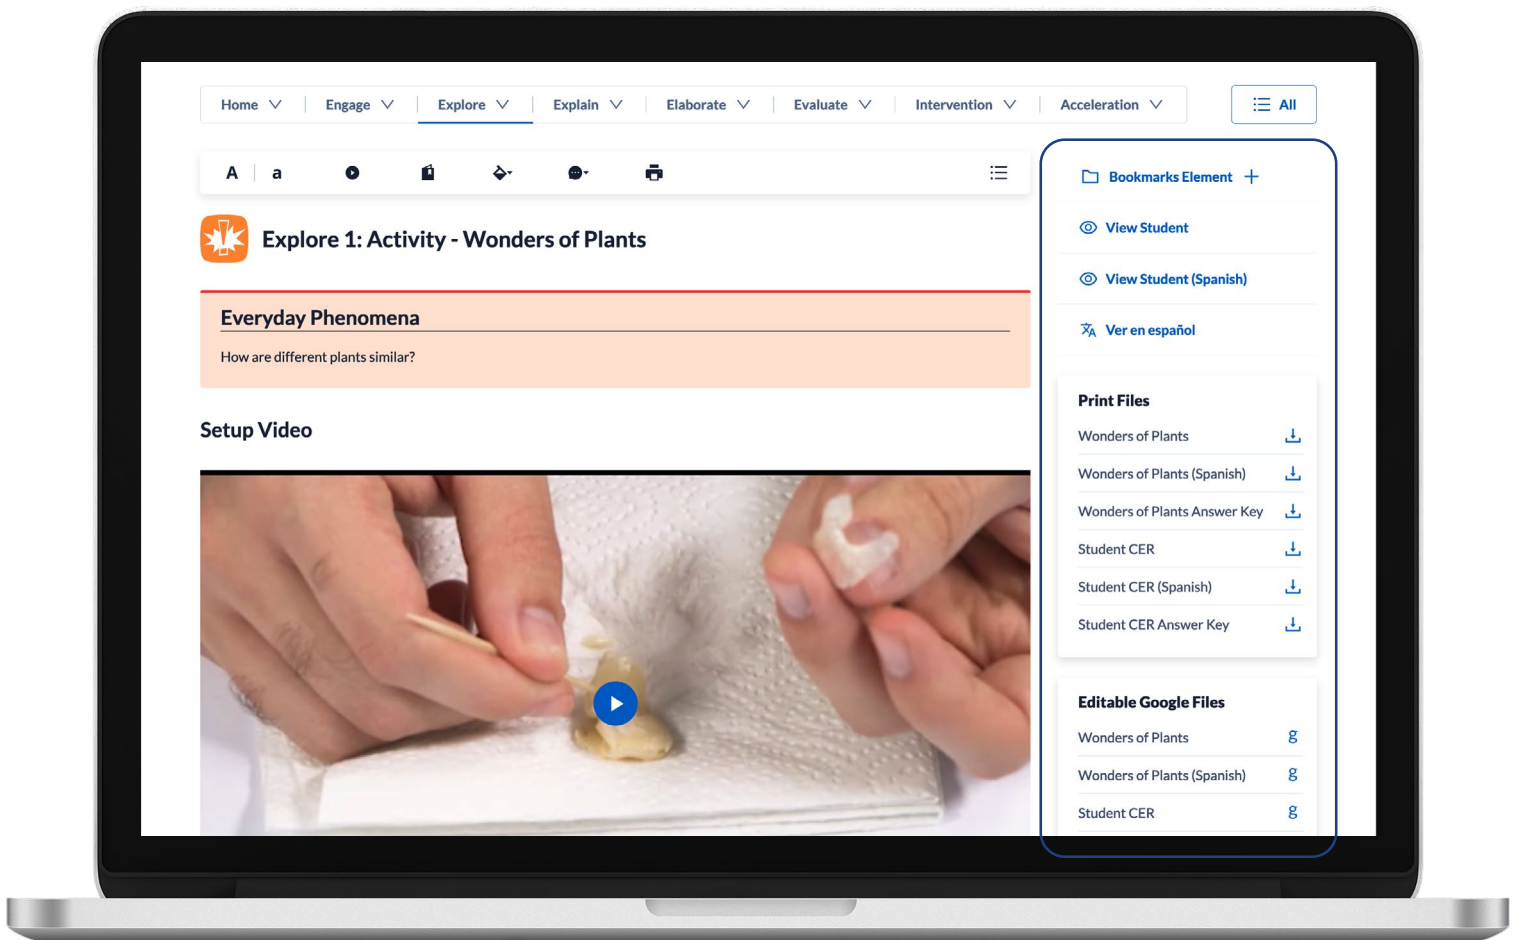 Home
Engage
Explore
Explain
Elaborate
Evaluate
Intervention
Acceleration
All
A
a
Explore 1: Activity - Wonders of Plants
Everyday Phenomena
How are different plants similar?
Setup Video
Bookmarks Element
View Student
View Student (Spanish)
Ver en español
Print Files
Wonders of Plants
Wonders of Plants (Spanish)
Wonders of Plants Answer Key
Student CER
Student CER (Spanish)
Student CER Answer Key
Editable Google Files
Wonders of Plants g
Wonders of Plants (Spanish) g
Student CER g